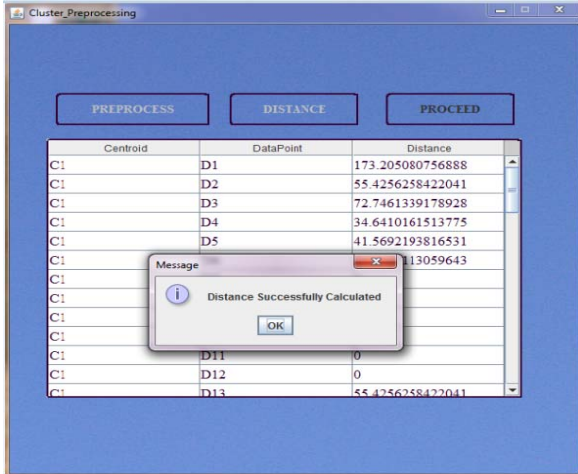 Cluster_Preprocessing
PREPROCESS DISTANCE PROCEED
Centroid DataPoint Distance
C1 D1 173.205080756888
C1 D2 55.4256258422041
C1 D3 72.7461339178928
C1 D4 34.6410161513775
C1 D5 41.5692193816531
C1 113059643
Message
C1
C1
Distance Successfully Calculated
C1
OK
C1
C1 D11 0
C1 D12 0
C1 D13 55.4256258422041